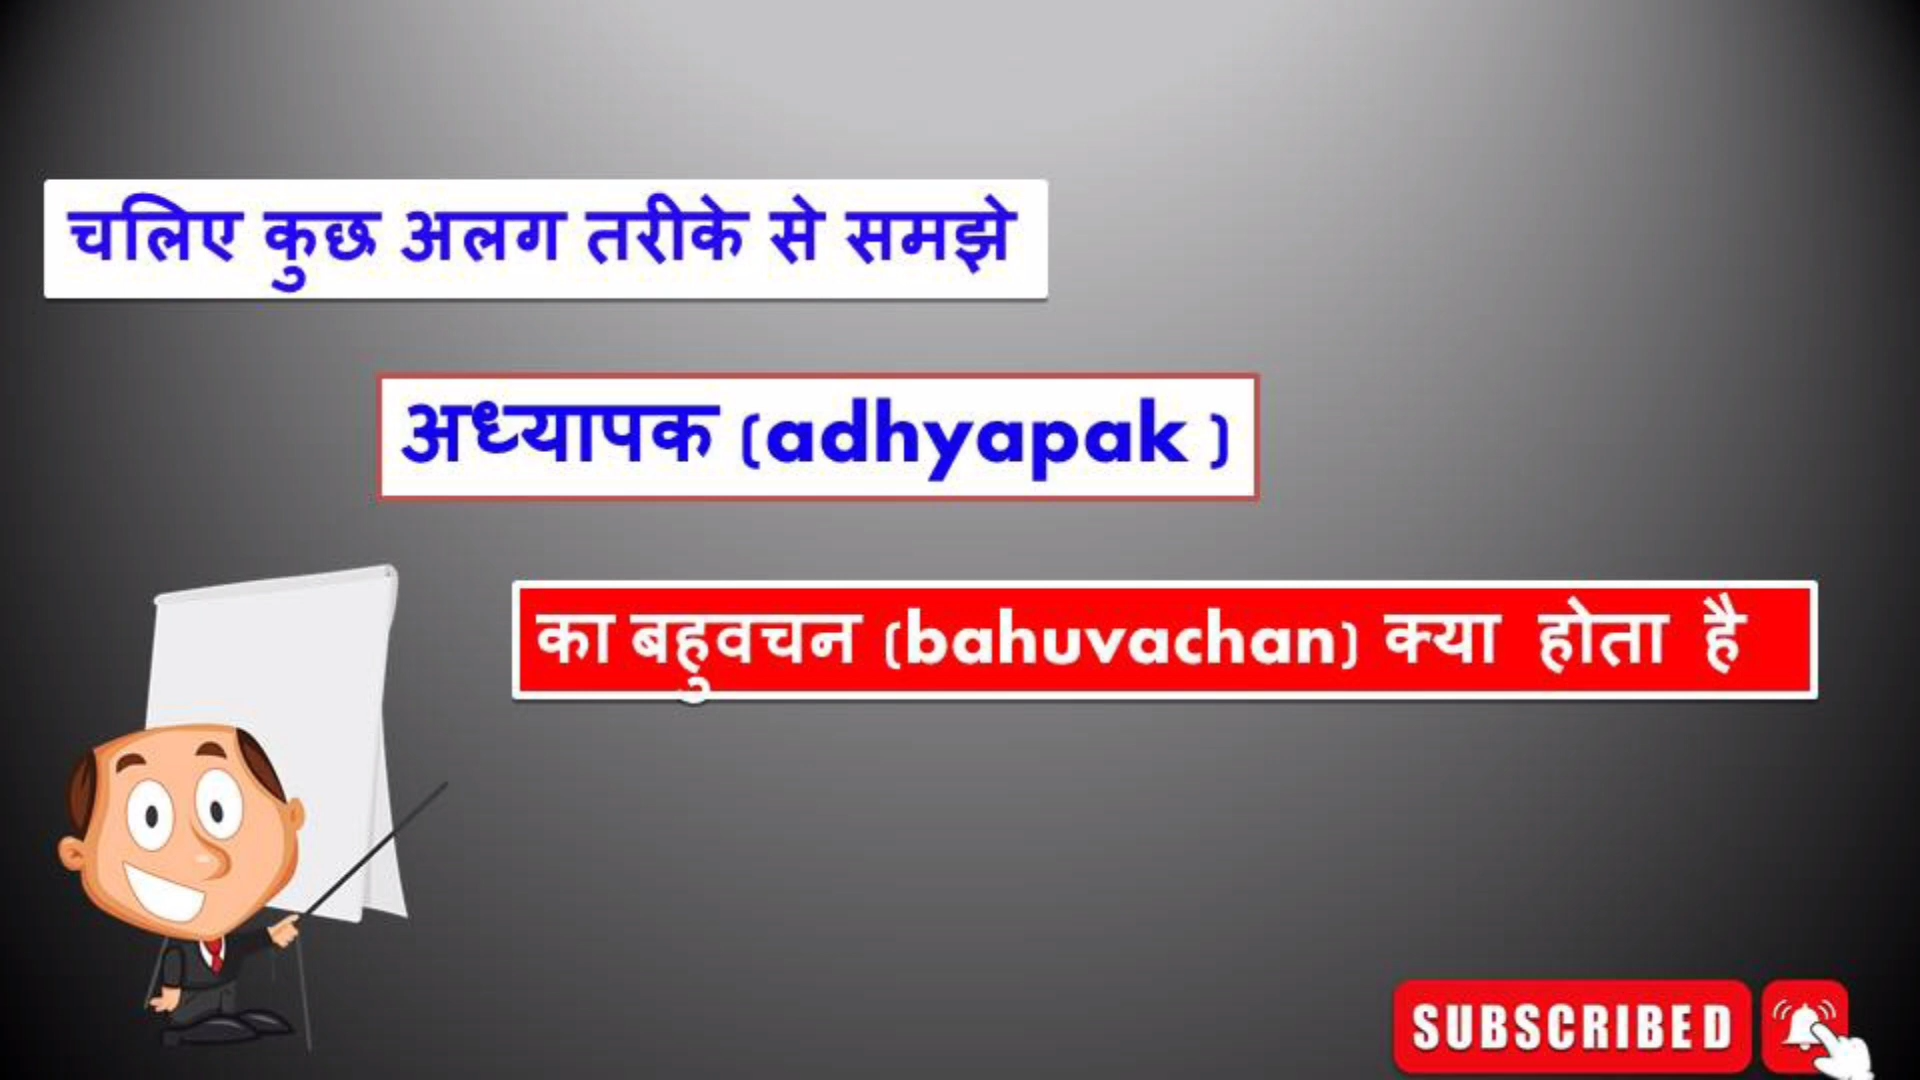 चलिए कुछ अलग तरीके से समझे
अध्यापक (adhyapak )
का बहुवचन (bahuvachan) क्या होता है
SUBSCRIBED